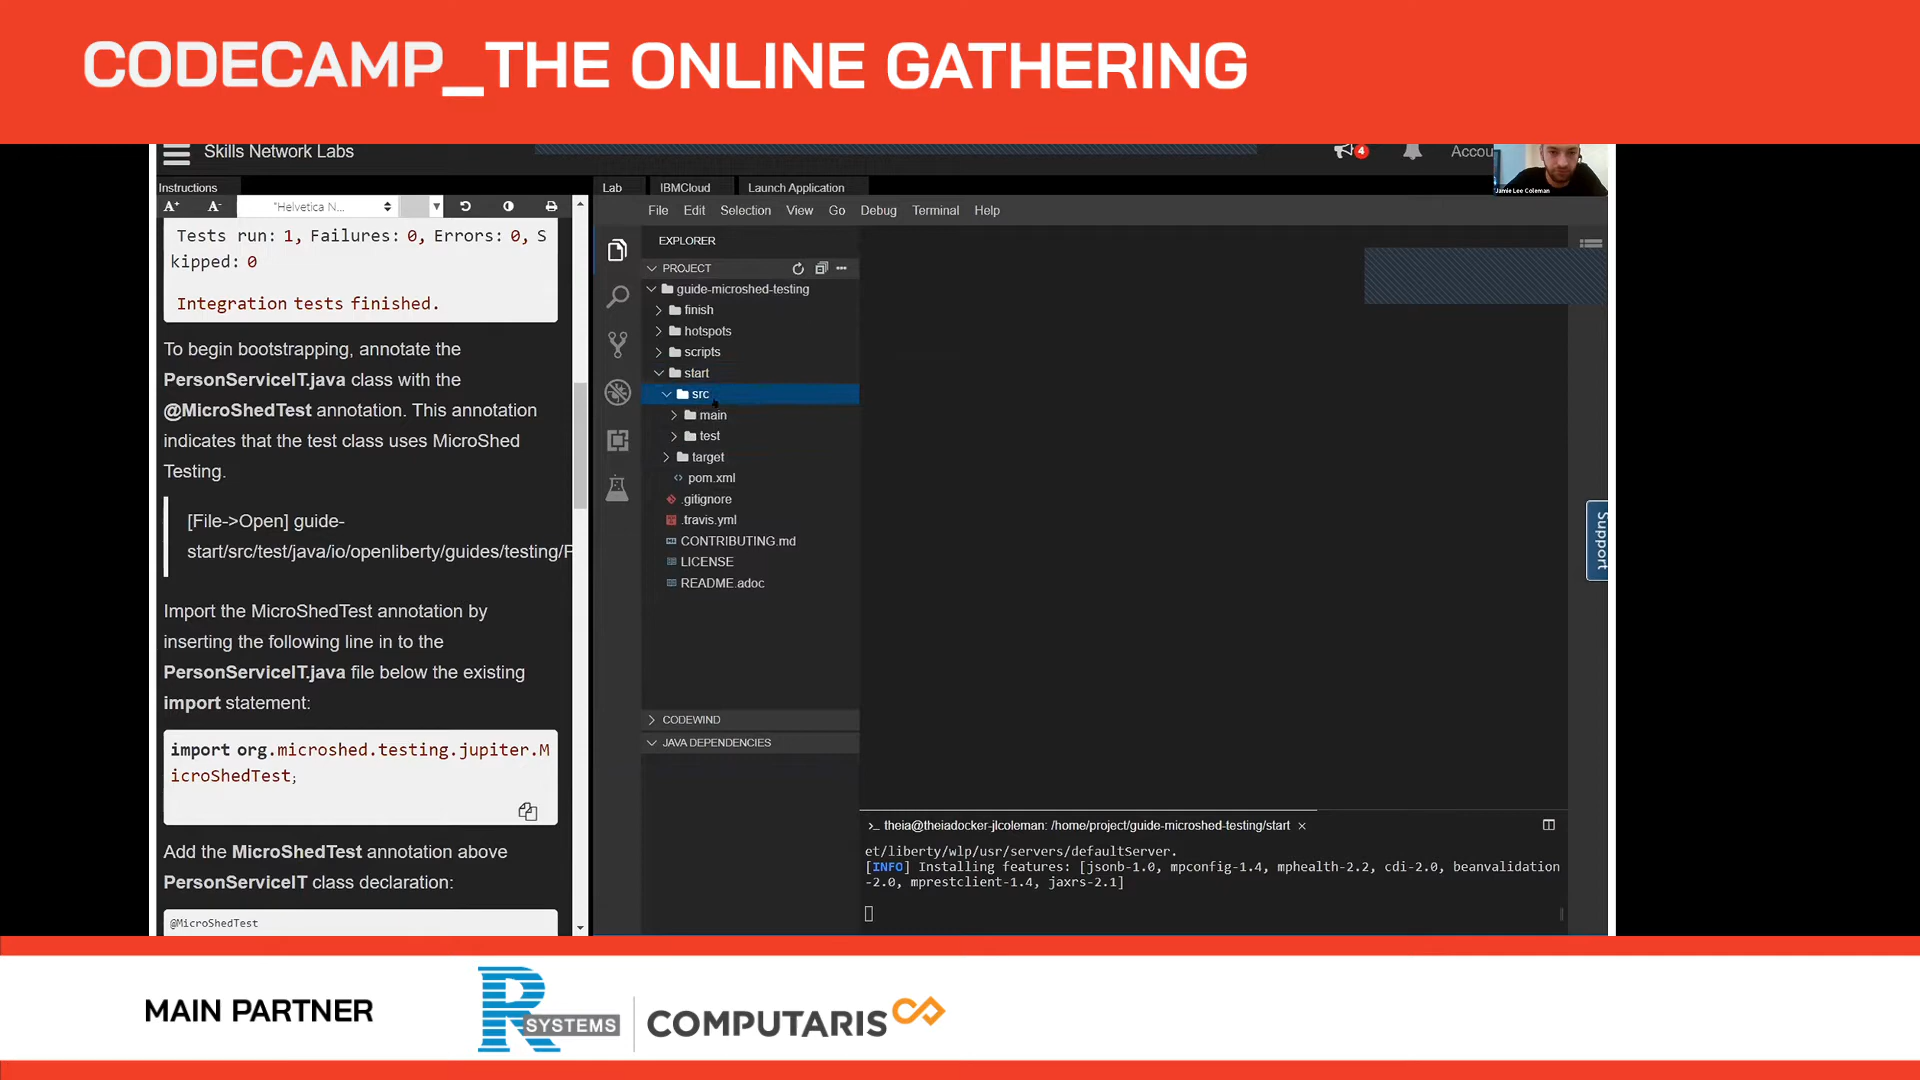 CODECAMP_THE ONLINE GATHERING
Skills Network Labs
4
Accou
Jamie Lee Coleman
Instructions
Lab
IBMCloud
Launch Application
A+
A-
"Helvetica N...
File
Edit
Selection
View
Go
Debug
Terminal
Help
Tests run: 1, Failures: 0, Errors: 0, S
kipped: 0
Integration tests finished.
To begin bootstrapping, annotate the
PersonServiceIT.java class with the
@MicroShedTest annotation. This annotation
indicates that the test class uses MicroShed
Testing.
[File->Open] guide-
start/src/test/java/io/openliberty/guides/testing/P
Import the MicroShedTest annotation by
inserting the following line in to the
PersonServiceIT.java file below the existing
import statement:
import org.microshed.testing.jupiter.M
icroShedTest;
Add the MicroShedTest annotation above
PersonServiceIT class declaration:
@MicroShedTest
EXPLORER
PROJECT
guide-microshed-testing
finish
hotspots
scripts
start
src
main
test
target
pom.xml
.gitignore
.travis.yml
CONTRIBUTING.md
LICENSE
README.adoc
CODEWIND
JAVA DEPENDENCIES
Support
theia@theiadocker-jlcoleman: /home/project/guide-microshed-testing/start
et/liberty/wlp/usr/servers/defaultServer.
[INFO] Installing features: [jsonb-1.0, mpconfig-1.4, mphealth-2.2, cdi-2.0, beanvalidation
-2.0, mprestclient-1.4, jaxrs-2.1]
MAIN PARTNER
R SYSTEMS
COMPUTARIS